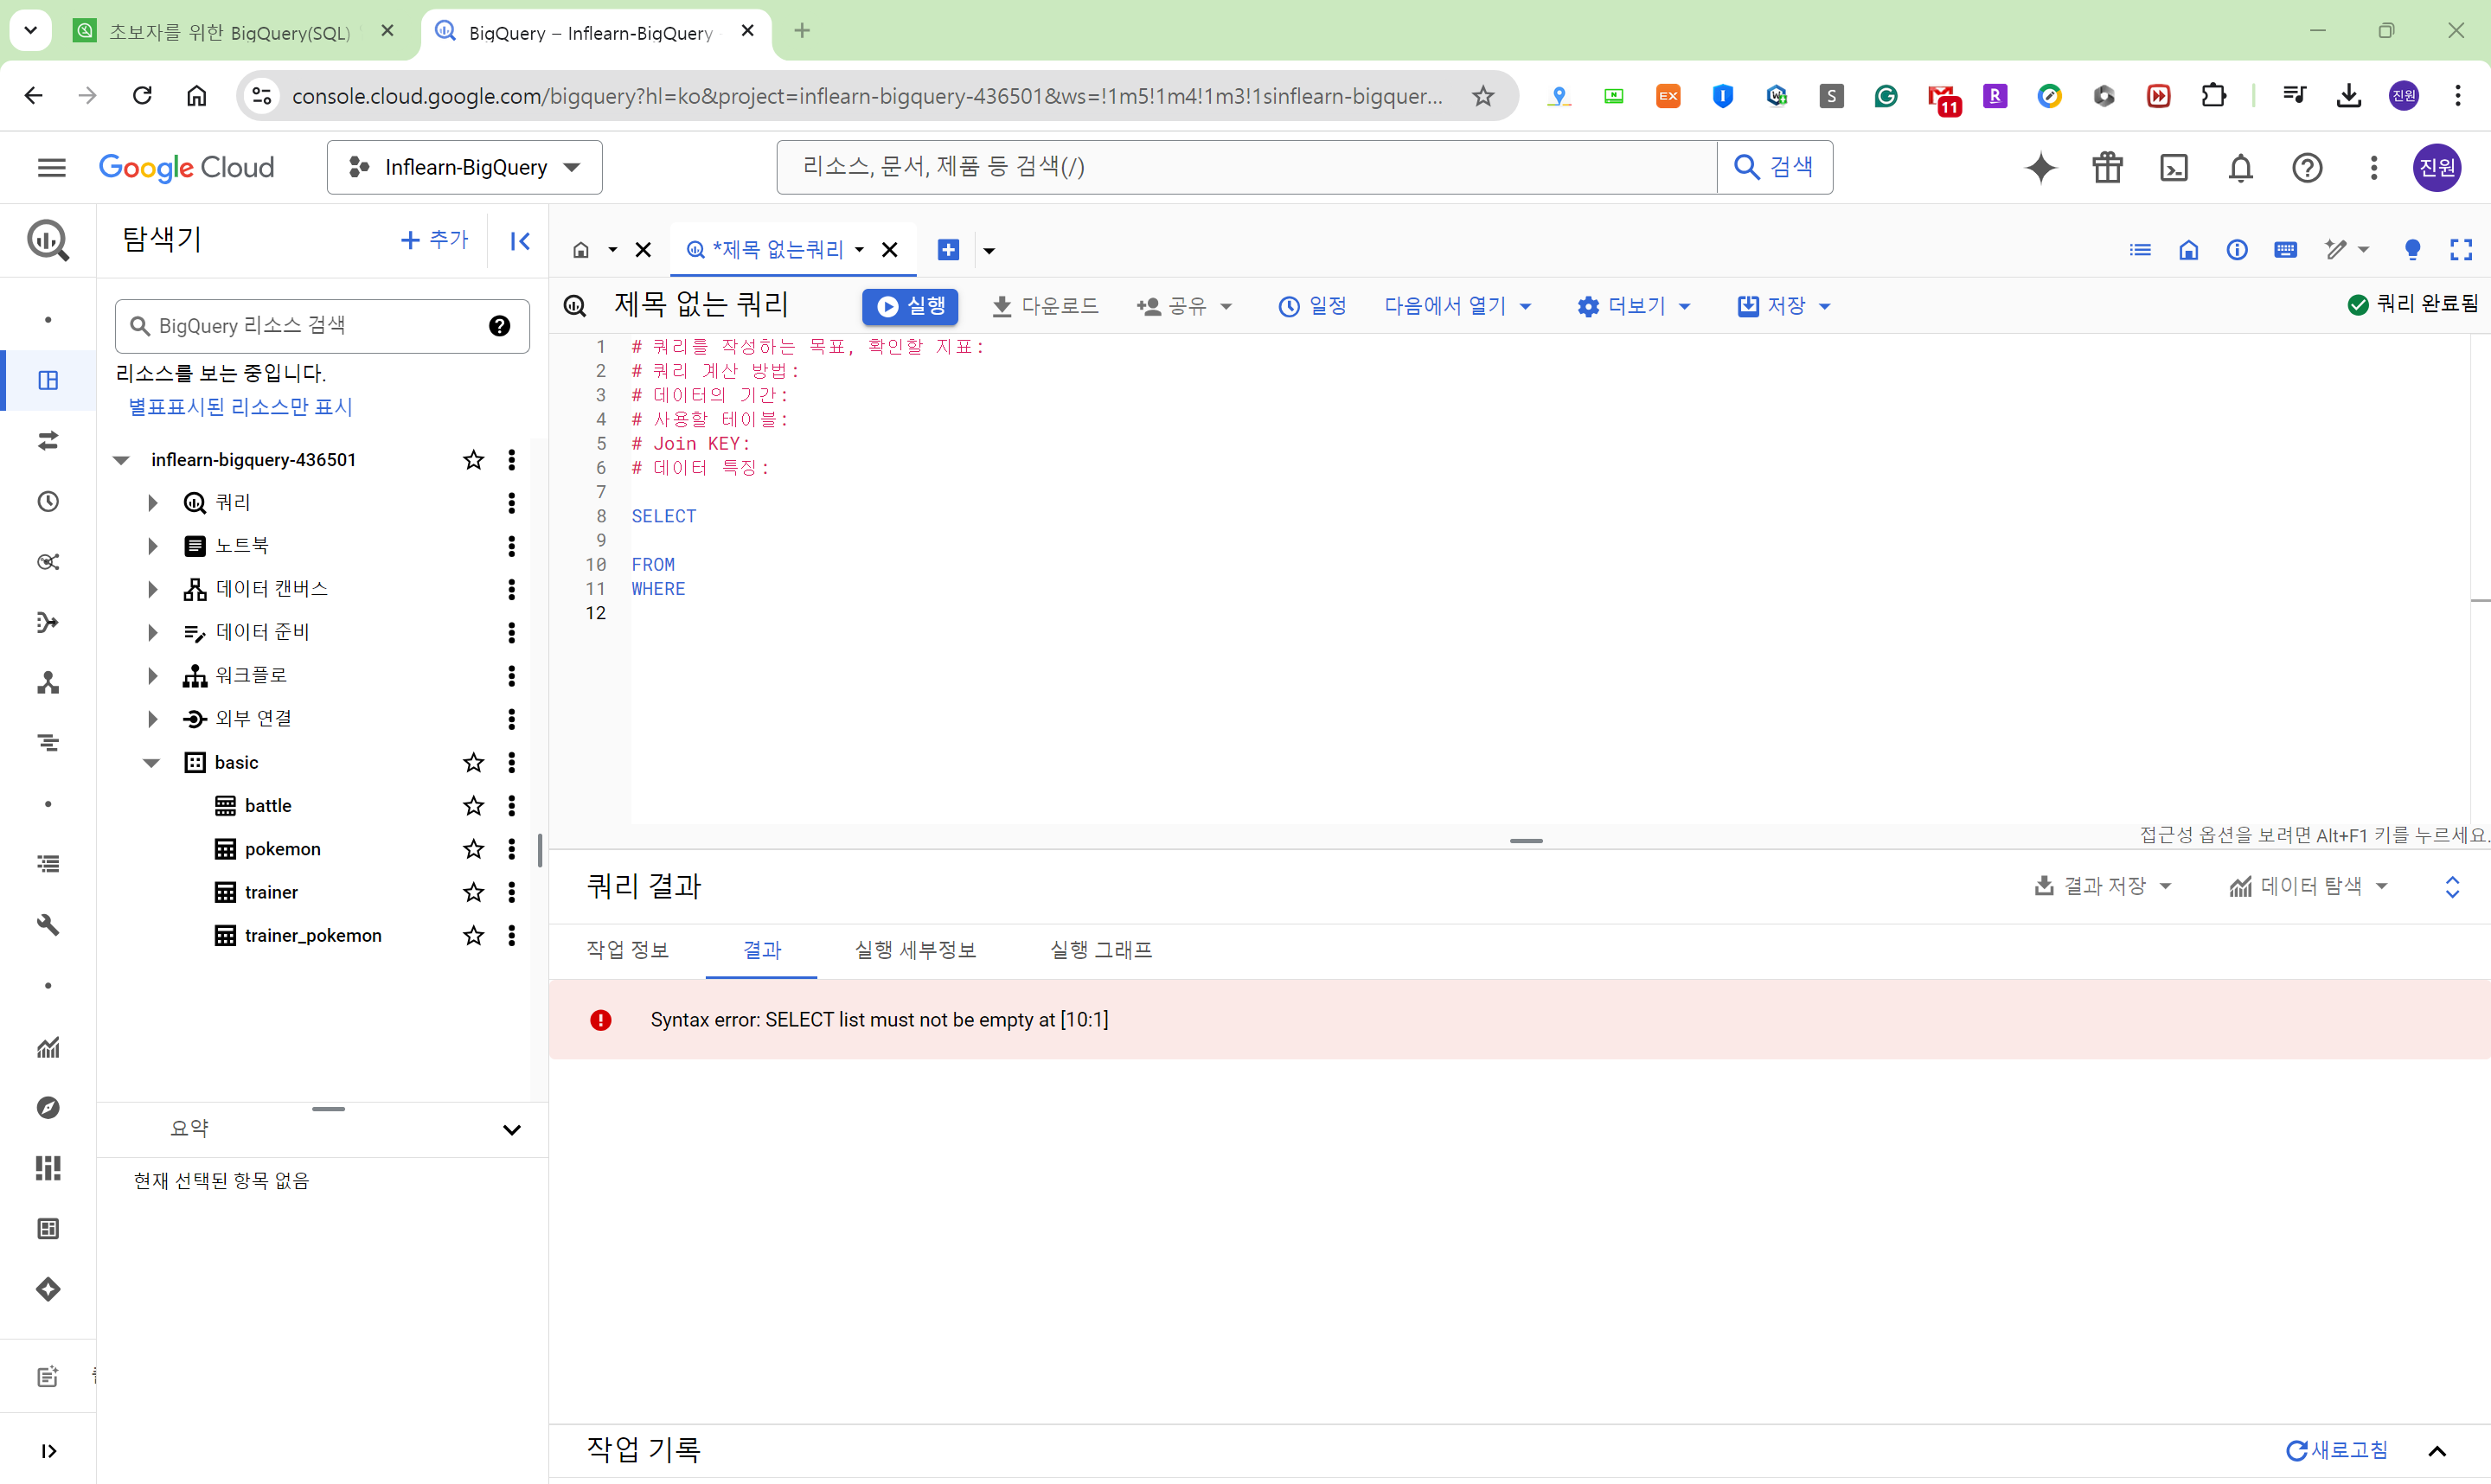 초보자를 위한 BigQuery(SQL)
BigQuery – Inflearn-BigQuery
console.cloud.google.com/bigquery?hl=ko&project=inflearn-bigquery-436501&ws=!1m5!1m4!1m3!1sinflearn-bigquer...
EX
S
11
R
진원
Google Cloud
Inflearn-BigQuery
리소스, 문서, 제품 등 검색(/)
검색
진원
탐색기
추가
*제목 없는쿼리
BigQuery 리소스 검색
제목 없는 쿼리
실행
다운로드
공유
일정
다음에서 열기
더보기
저장
쿼리 완료됨
리소스를 보는 중입니다.
별표표시된 리소스만 표시
inflearn-bigquery-436501
쿼리
노트북
데이터 캔버스
데이터 준비
워크플로
외부 연결
basic
battle
pokemon
trainer
trainer_pokemon
요약
현재 선택된 항목 없음
1 # 쿼리를 작성하는 목표, 확인할 지표:
2 # 쿼리 계산 방법:
3 # 데이터의 기간:
4 # 사용할 테이블:
5 # Join KEY:
6 # 데이터 특징:
7
8 SELECT
9
10 FROM
11 WHERE
12
접근성 옵션을 보려면 Alt+F1 키를 누르세요.
쿼리 결과
결과 저장
데이터 탐색
작업 정보
결과
실행 세부정보
실행 그래프
Syntax error: SELECT list must not be empty at [10:1]
작업 기록
새로고침